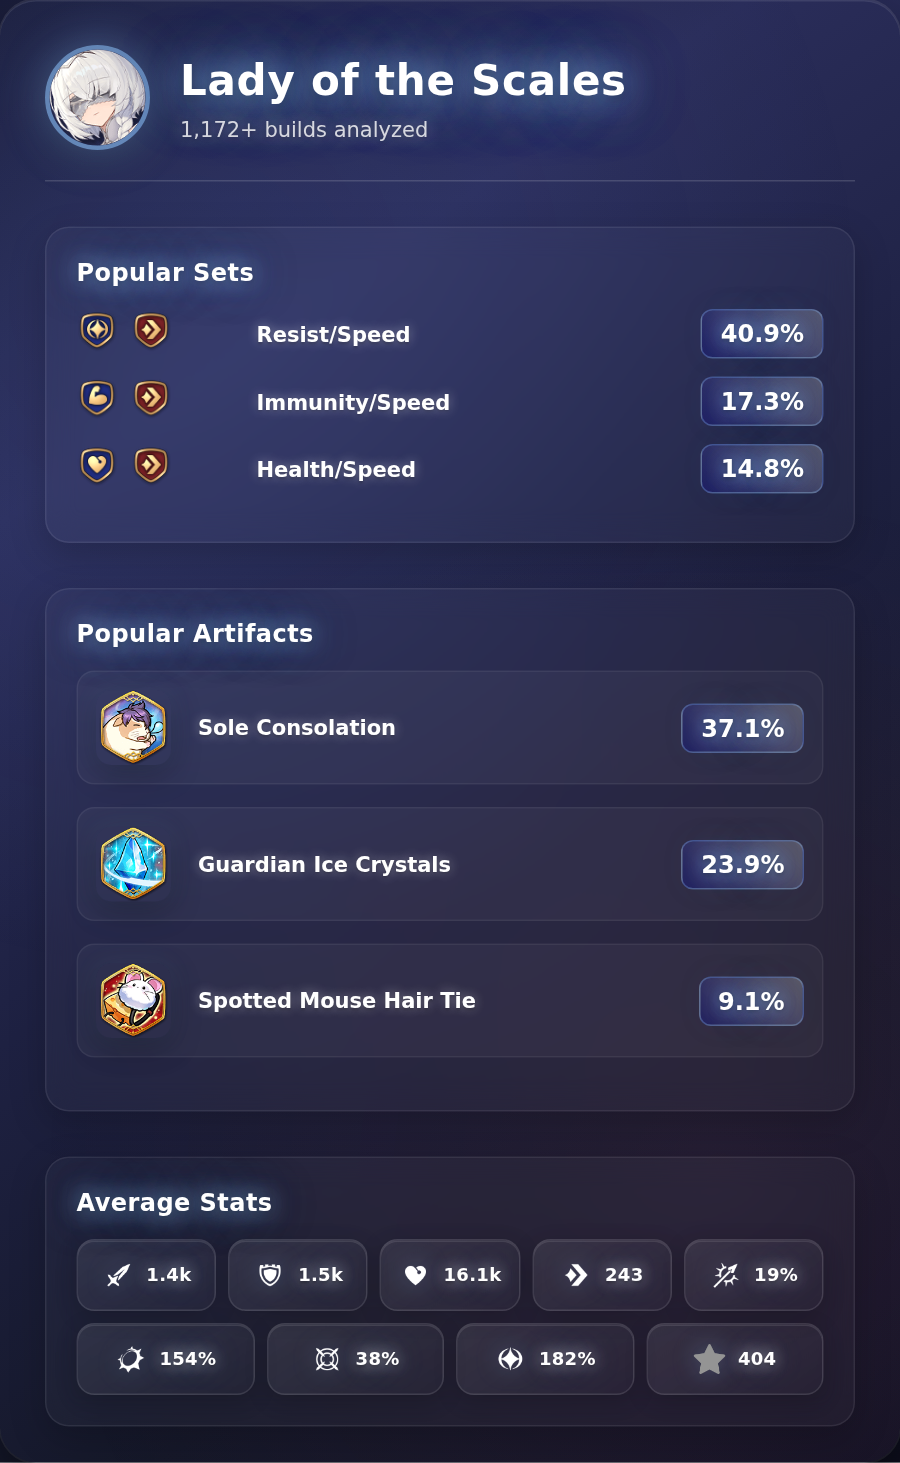 Lady of the Scales
1,172+ builds analyzed
Popular Sets
Resist/Speed 40.9%
Immunity/Speed 17.3%
Health/Speed 14.8%
Popular Artifacts
Sole Consolation 37.1%
Guardian Ice Crystals 23.9%
Spotted Mouse Hair Tie 9.1%
Average Stats
1.4k 1.5k 16.1k 243 19%
154% 38% 182% 404